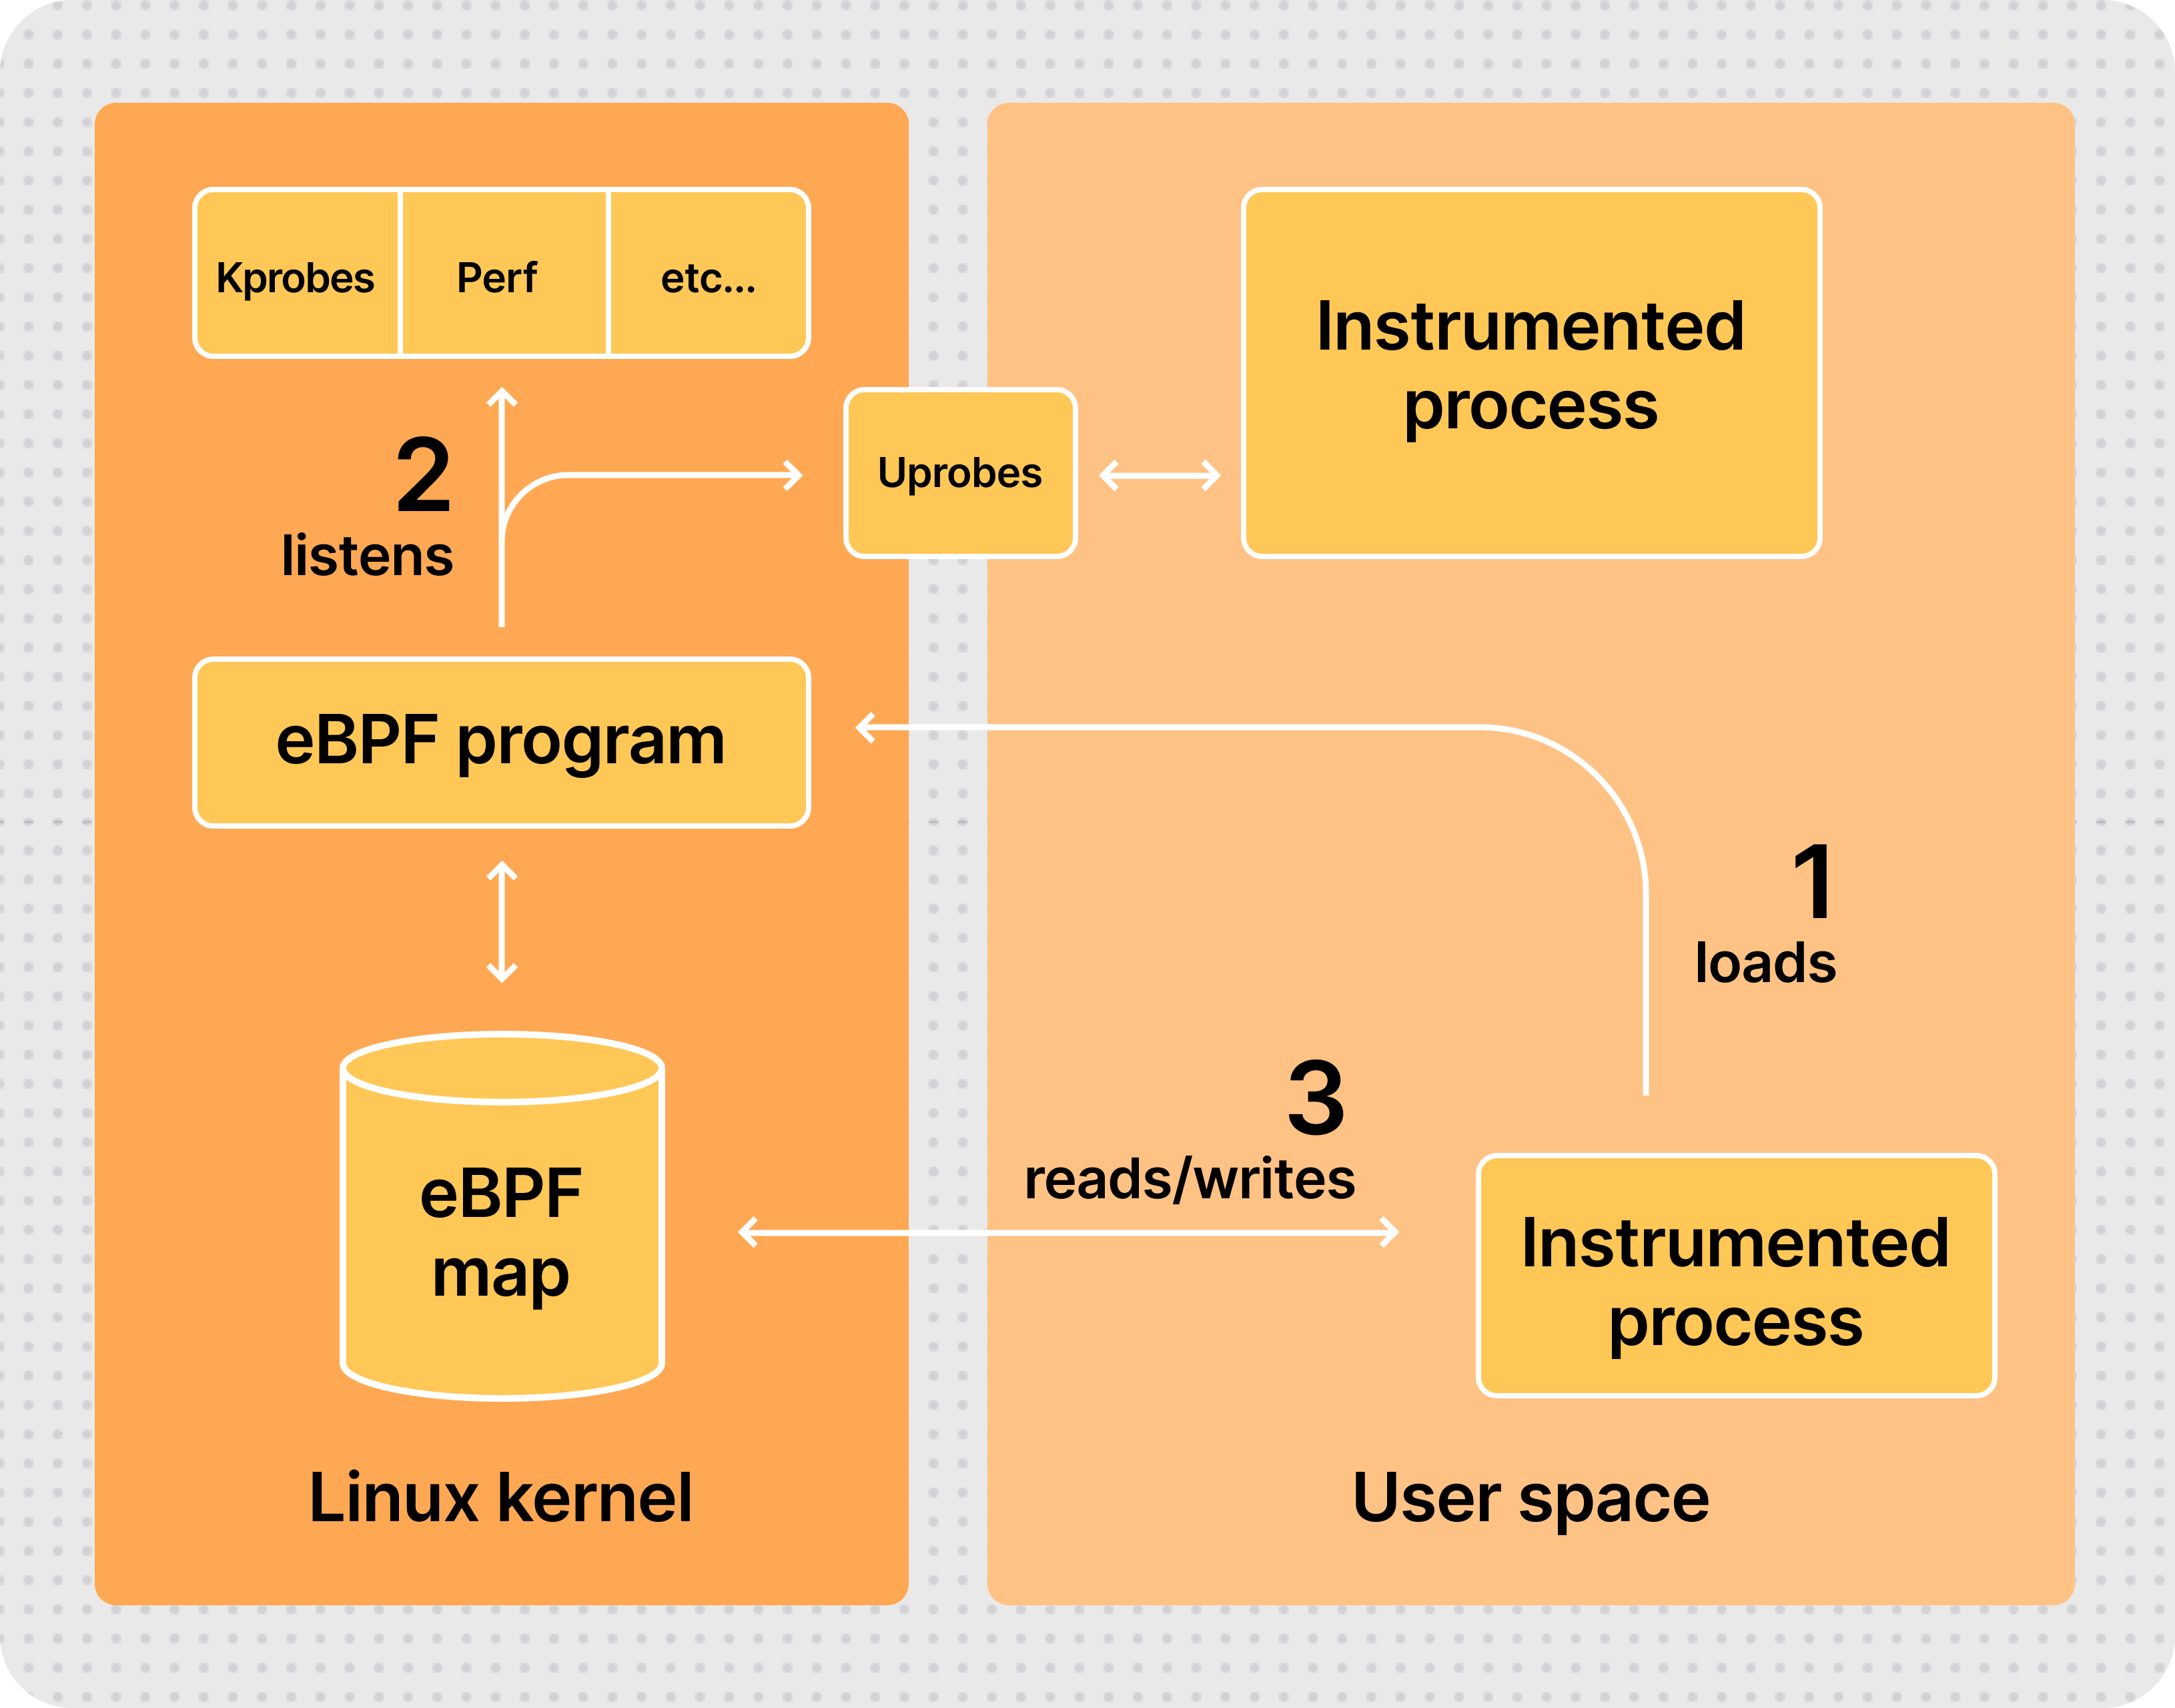 Kprobes
Perf
etc...
Instrumented
process
2
listens
Uprobes
eBPF program
1
loads
3
reads/writes
eBPF
map
Instrumented
process
Linux kernel
User space